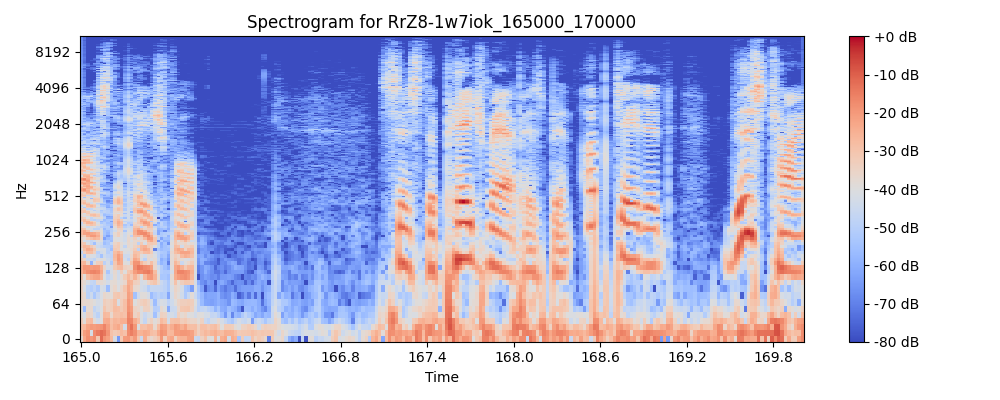 Spectrogram for RrZ8-1w7iok_165000_170000
Hz
8192
4096
2048
1024
512
256
128
64
0
165.0 165.6 166.2 166.8 167.4 168.0 168.6 169.2 169.8
Time
+0 dB
-10 dB
-20 dB
-30 dB
-40 dB
-50 dB
-60 dB
-70 dB
-80 dB